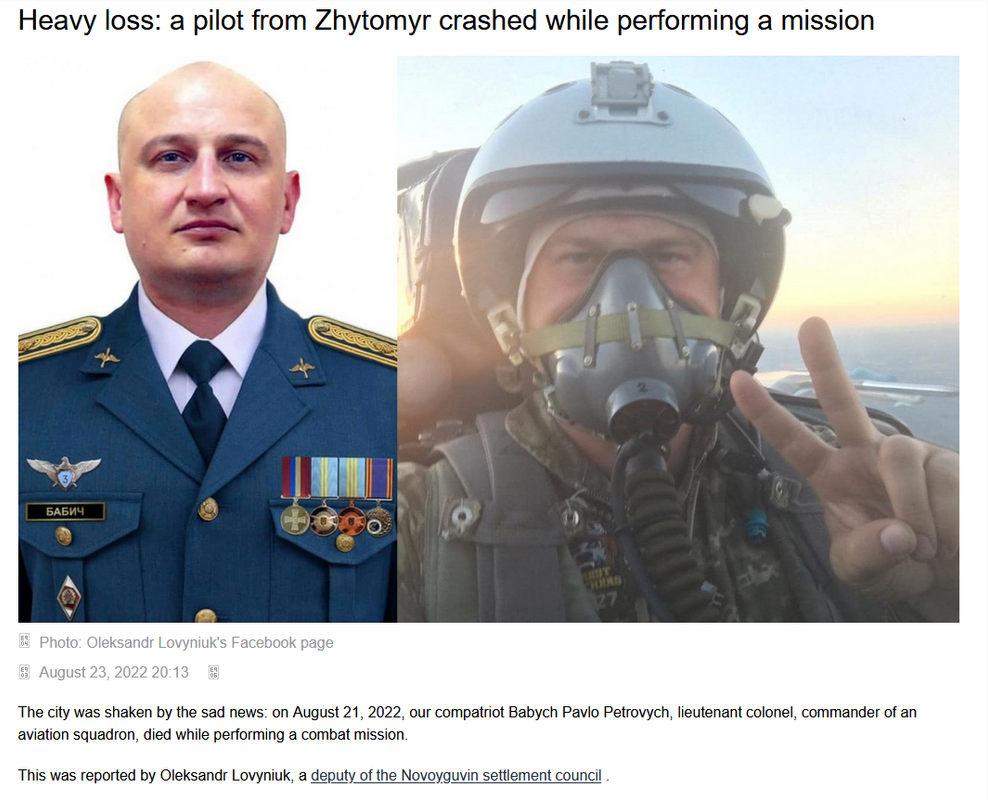 Heavy loss: a pilot from Zhytomyr crashed while performing a mission
3
БАБИЧ
2
27
Photo: Oleksandr Lovyniuk's Facebook page
August 23, 2022 20:13
The city was shaken by the sad news: on August 21, 2022, our compatriot Babych Pavlo Petrovych, lieutenant colonel, commander of an
aviation squadron, died while performing a combat mission.
This was reported by Oleksandr Lovyniuk, a deputy of the Novoyguvin settlement council .